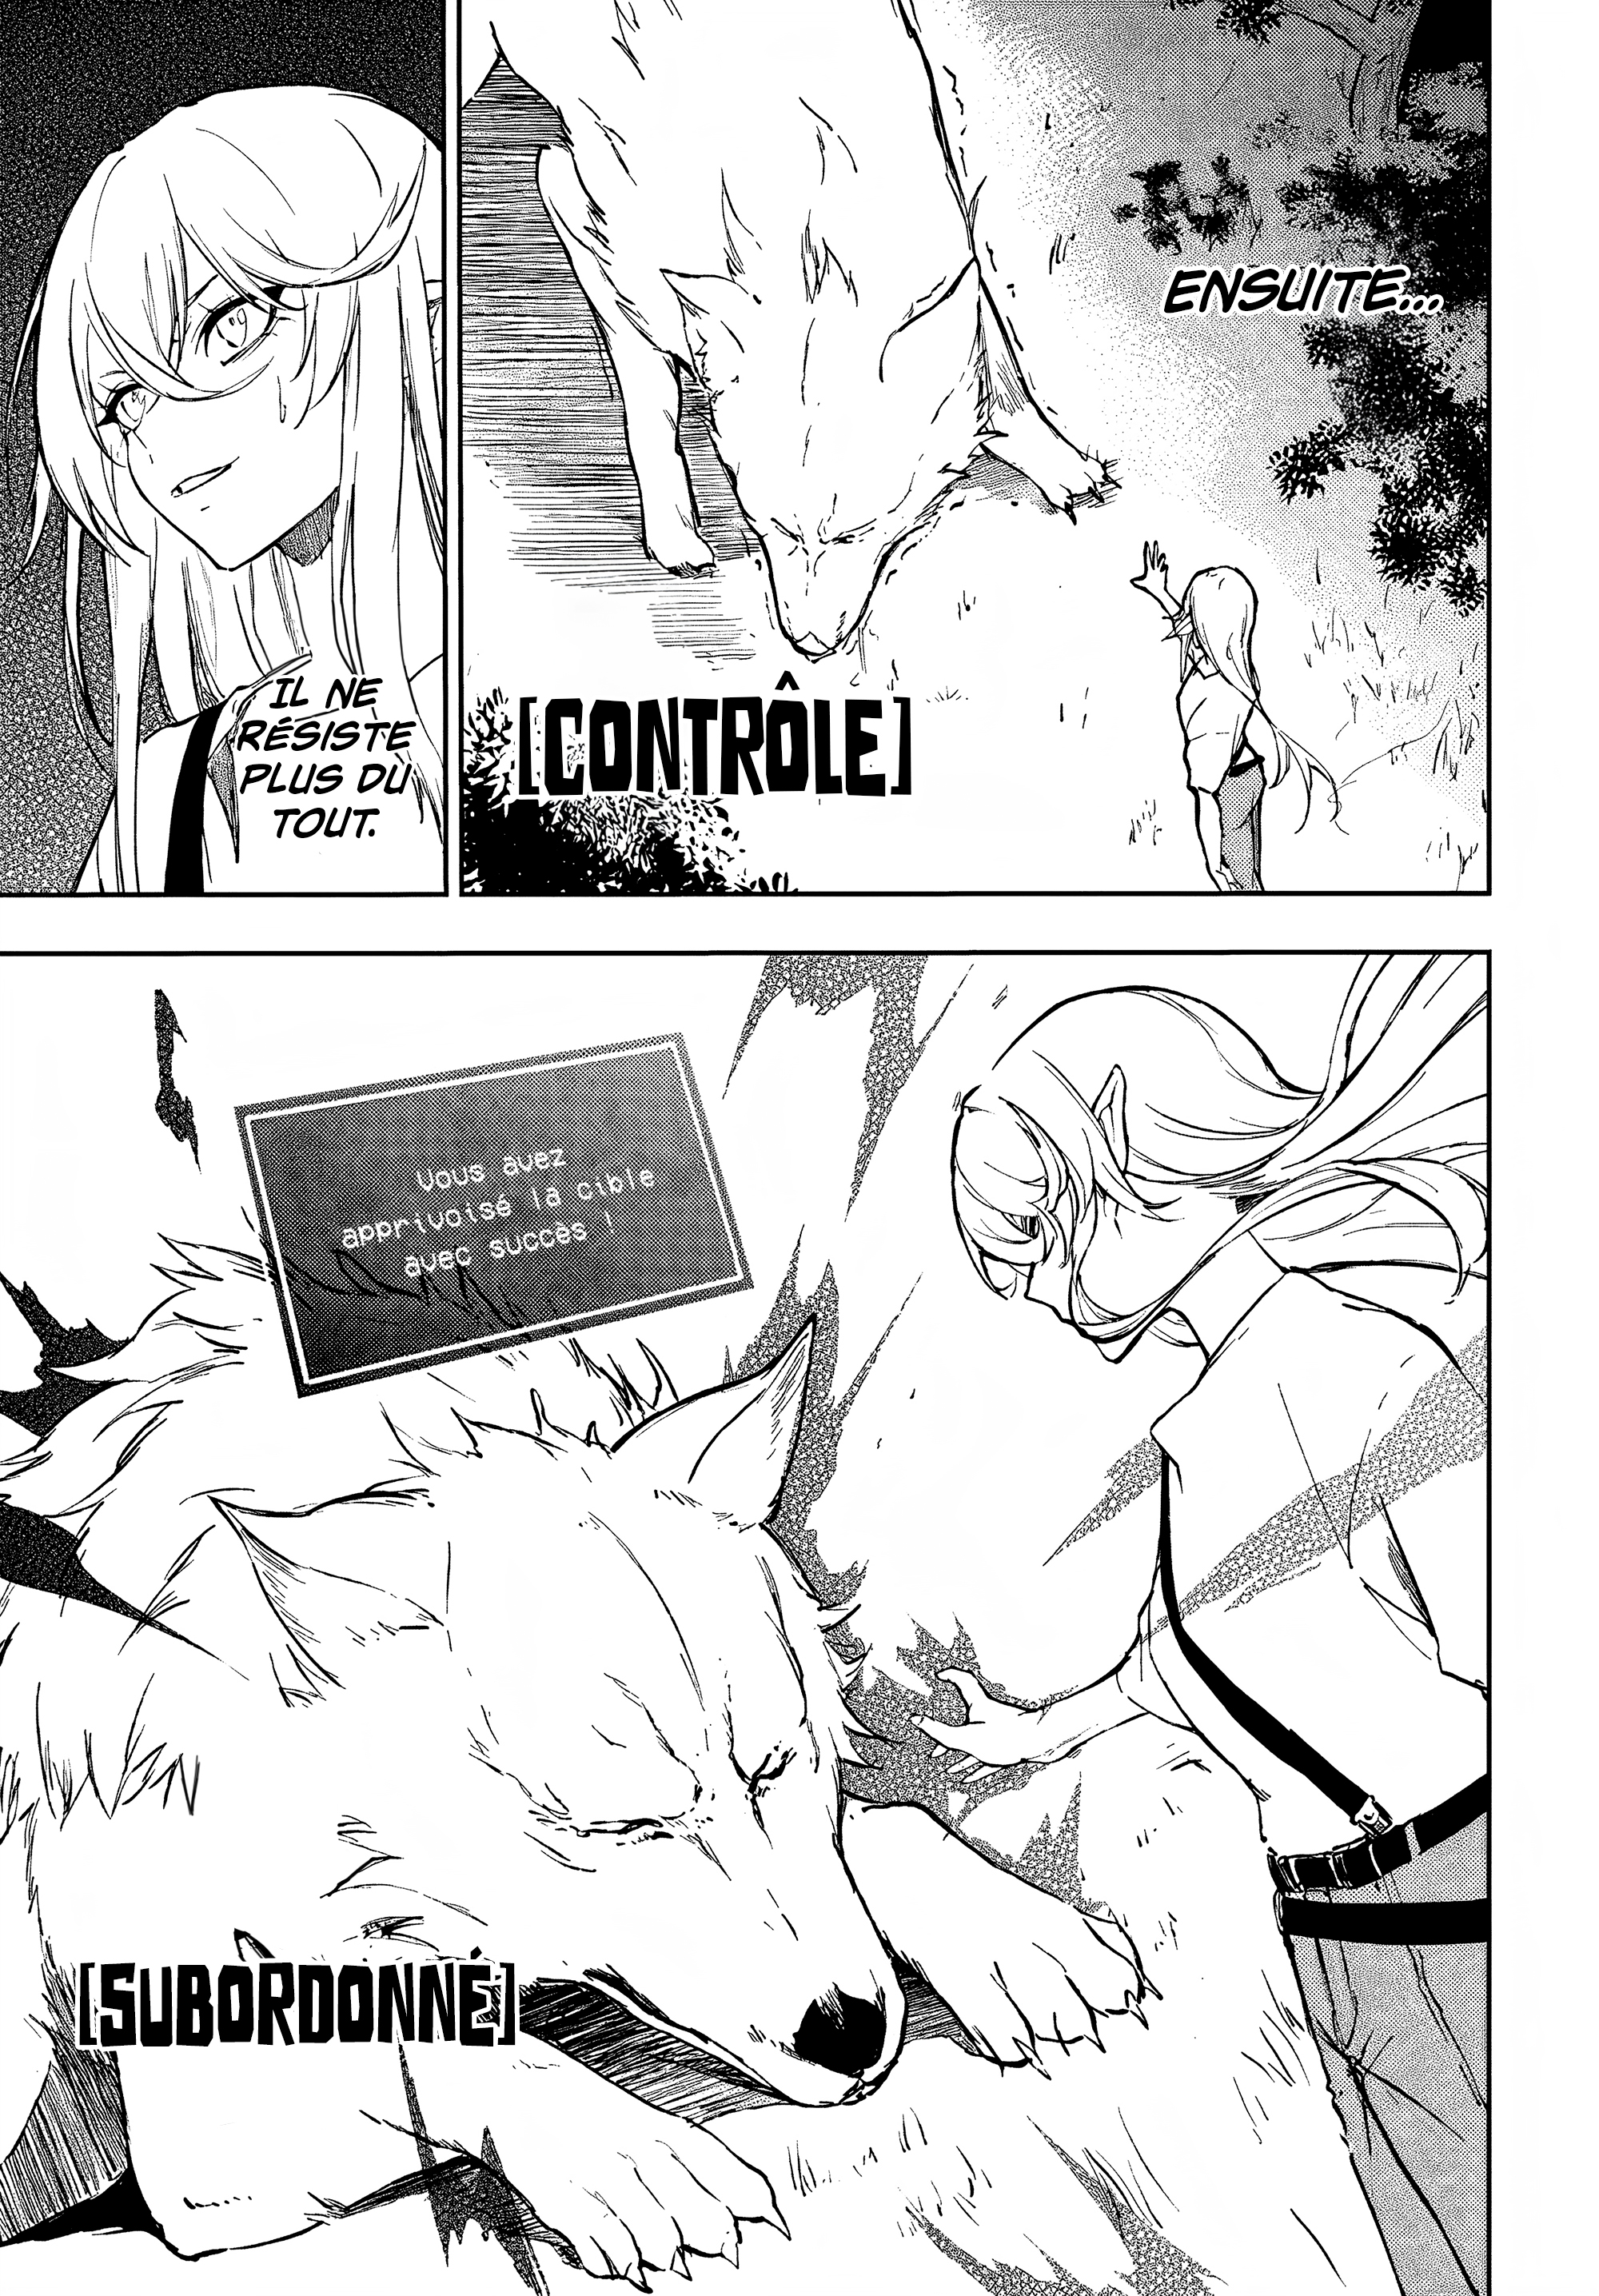 ENSUITE...
[CONTRÔLE]
IL NE
RÉSISTE
PLUS DU
TOUT.
Vous avez
apprivoisé la cible
avec succès !
[SUBORDONNÉ]